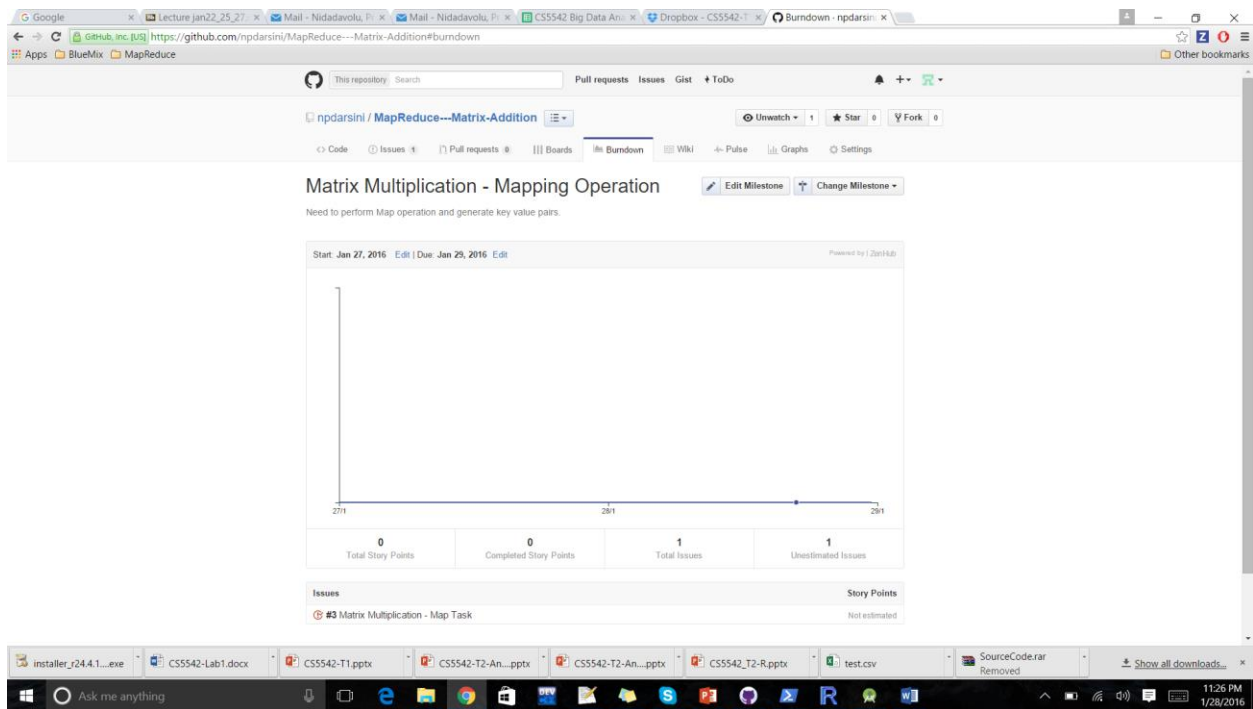 Google
Lecture jan22_25_27
Mail - Nidadavolu, Pr
Mail - Nidadavolu, Pr
CS5542 Big Data Ana
Dropbox - CS5542-T
Burndown - npdarsin
GitHub, Inc. [US] https://github.com/npdarsini/MapReduce---Matrix-Addition#burndown
Apps BlueMix MapReduce Other bookmarks
This repository Search Pull requests Issues Gist ToDo
npdarsini / MapReduce---Matrix-Addition Unwatch 1 Star 0 Fork 0
Code Issues 1 Pull requests 0 Boards Burndown Wiki Pulse Graphs Settings
Matrix Multiplication - Mapping Operation Edit Milestone Change Milestone
Need to perform Map operation and generate key value pairs.
Start: Jan 27, 2016 Edit | Due: Jan 29, 2016 Edit Powered by | ZenHub
27/1 28/1 29/1
0 0 1 1
Total Story Points Completed Story Points Total Issues Unestimated Issues
Issues Story Points
#3 Matrix Multiplication - Map Task Not estimated
installer_r24.4.1....exe CS5542-Lab1.docx CS5542-T1.pptx CS5542-T2-An....pptx CS5542-T2-An....pptx CS5542_T2-R.pptx test.csv SourceCode.rar Show all downloads...
Removed
Ask me anything 11:26 PM
1/28/2016